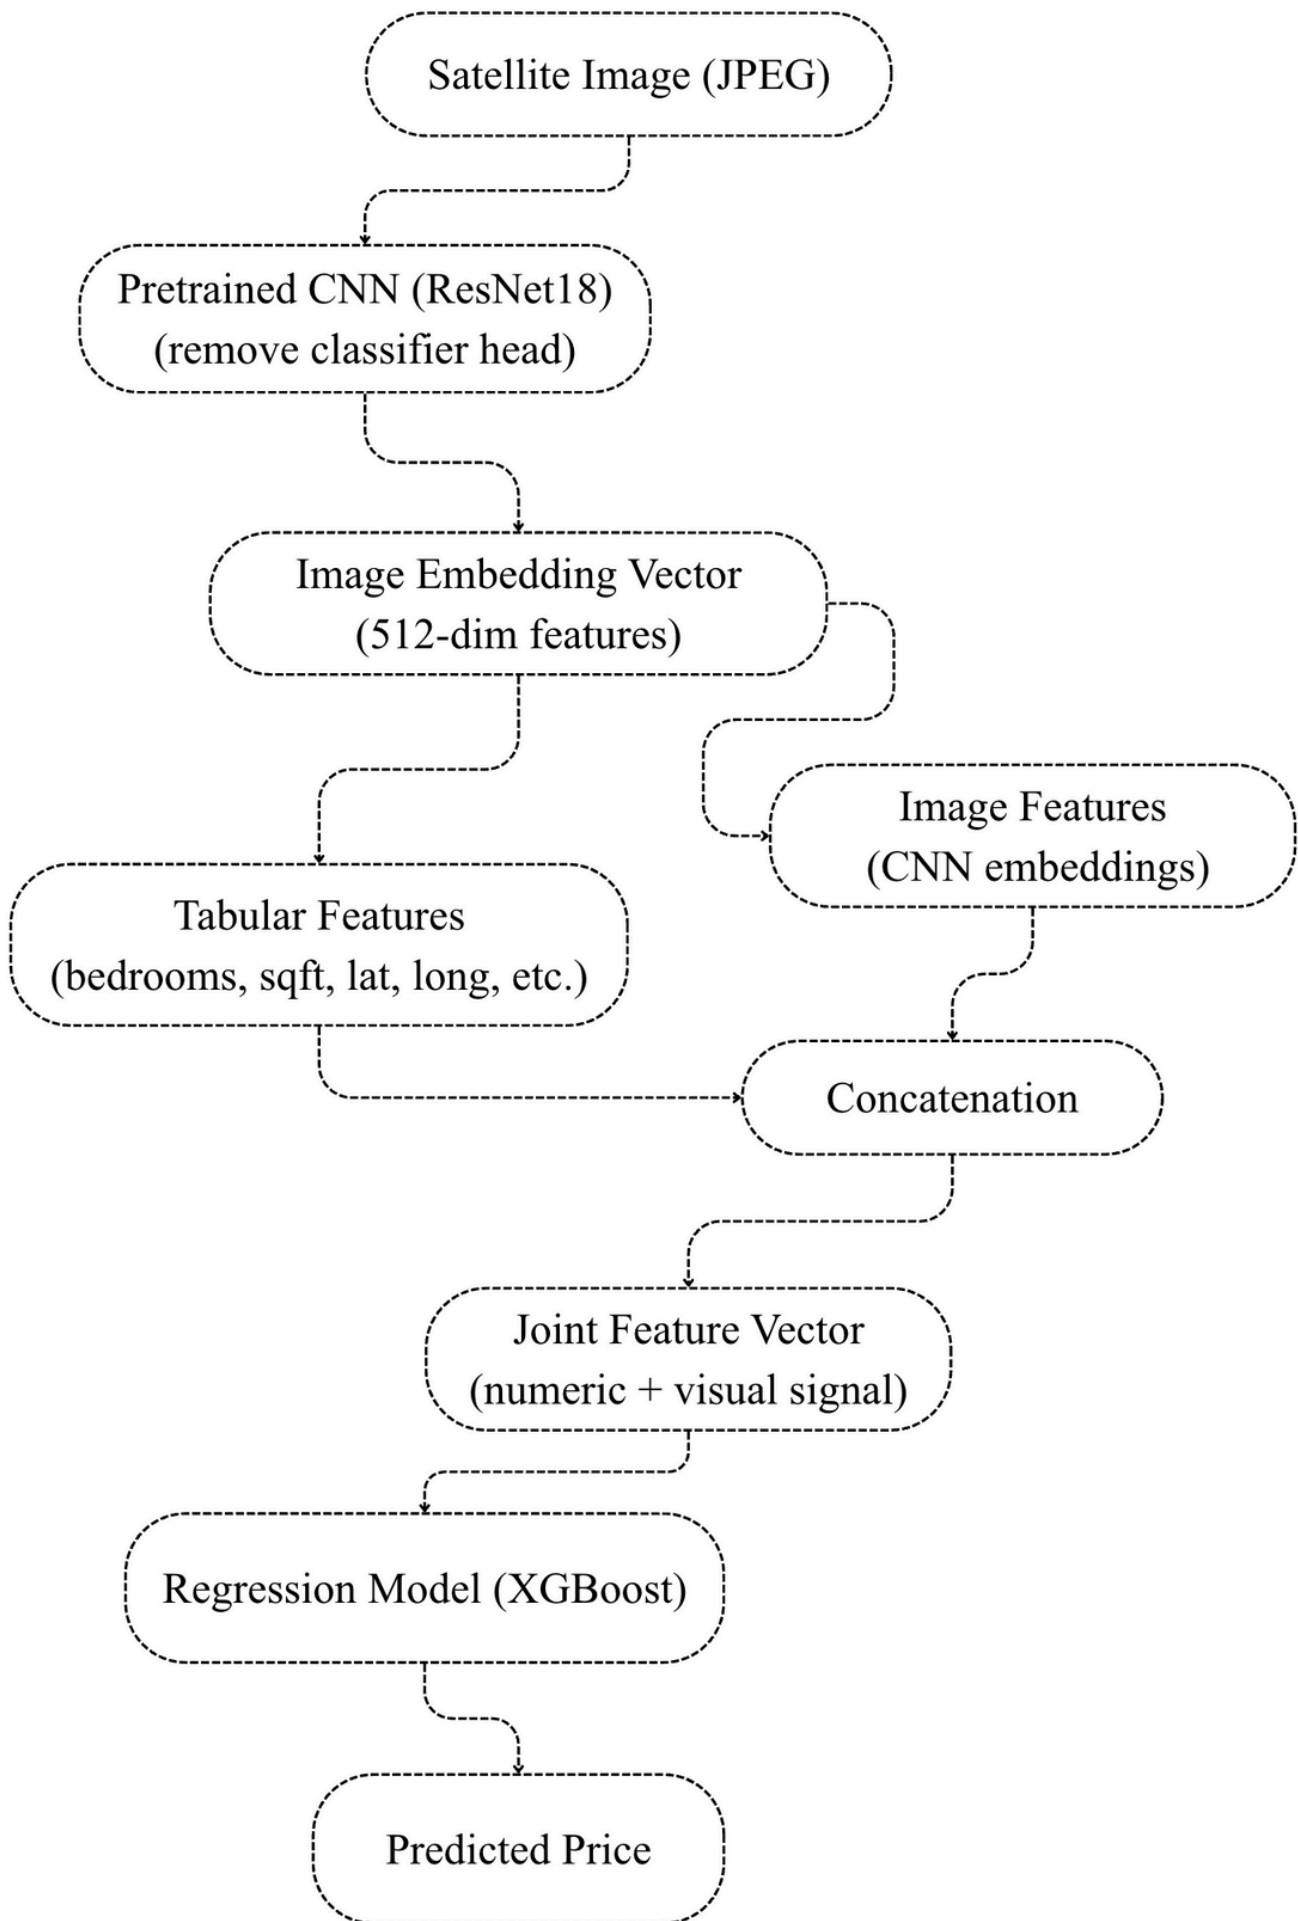 Satellite Image (JPEG)
Pretrained CNN (ResNet18)
(remove classifier head)
Image Embedding Vector
(512-dim features)
Image Features
(CNN embeddings)
Tabular Features
(bedrooms, sqft, lat, long, etc.)
Concatenation
Joint Feature Vector
(numeric + visual signal)
Regression Model (XGBoost)
Predicted Price